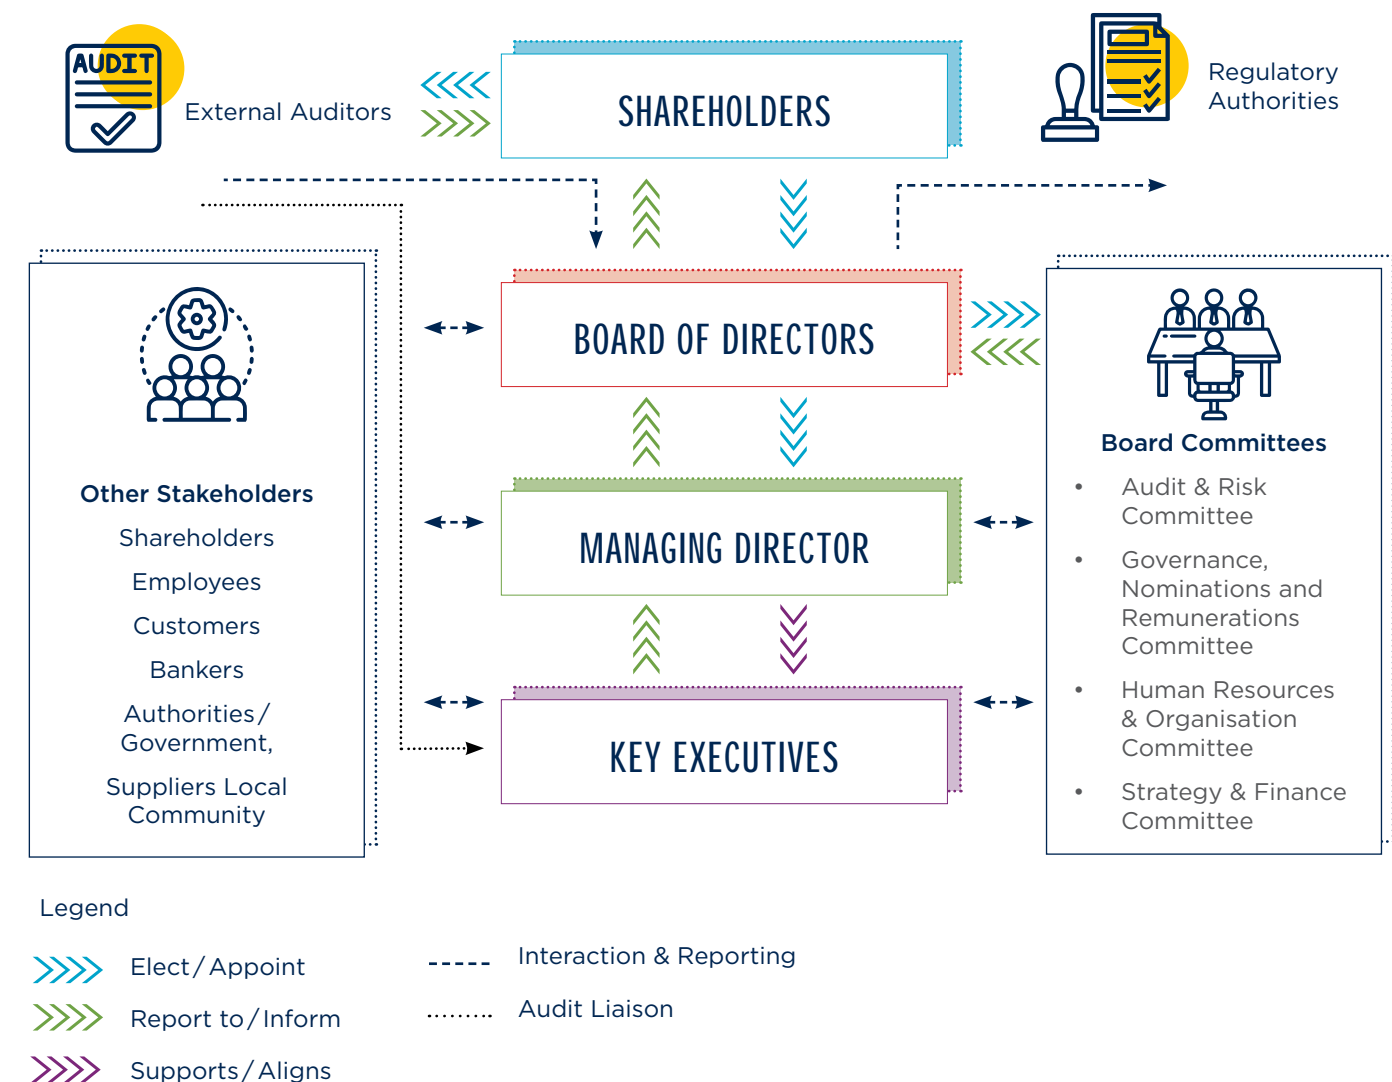 AUDIT
External Auditors
SHAREHOLDERS
Regulatory
Authorities
BOARD OF DIRECTORS
MANAGING DIRECTOR
KEY EXECUTIVES
Other Stakeholders
Shareholders
Employees
Customers
Bankers
Authorities/
Government,
Suppliers Local
Community
Board Committees
• Audit & Risk
Committee
• Governance,
Nominations and
Remunerations
Committee
• Human Resources
& Organisation
Committee
• Strategy & Finance
Committee
Legend
Elect/Appoint
Report to/Inform
Supports/Aligns
Interaction & Reporting
Audit Liaison